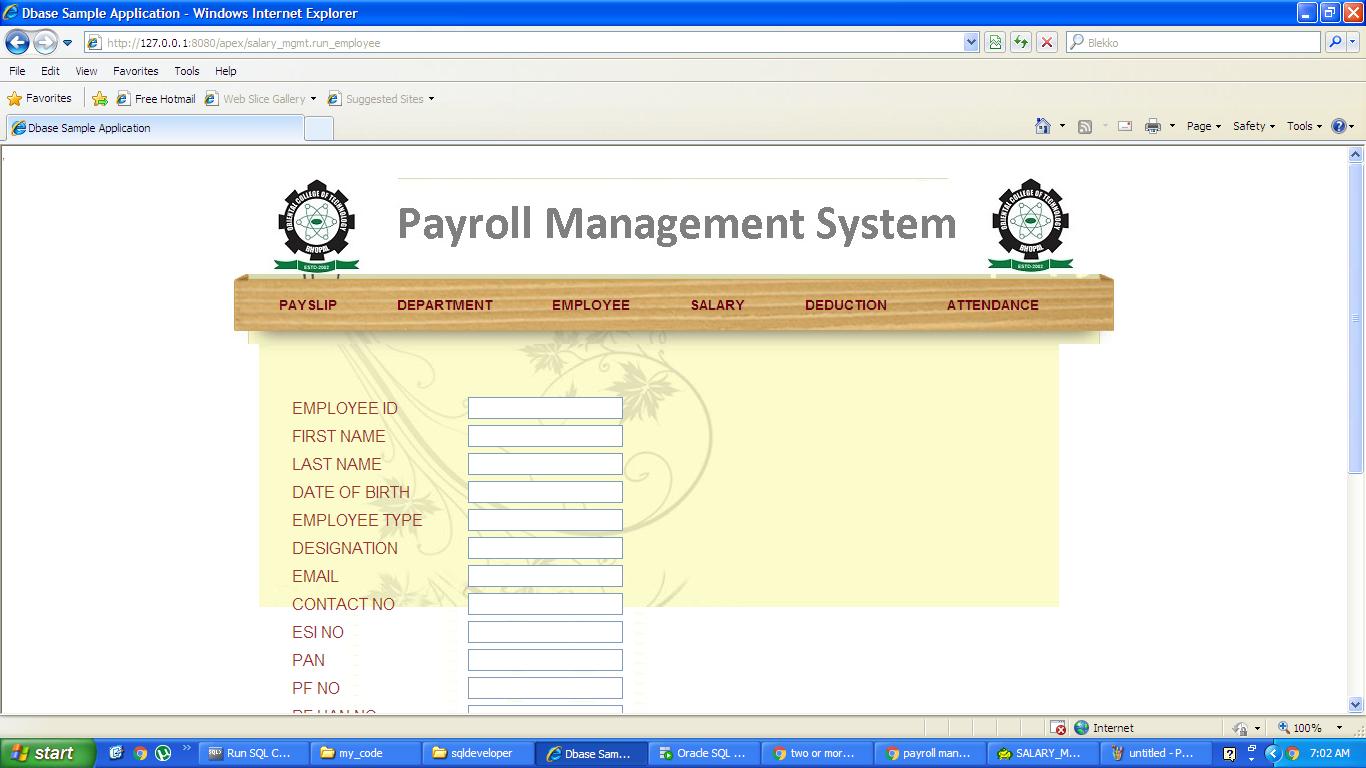 Dbase Sample Application - Windows Internet Explorer
http://127.0.0.1:8080/apex/salary_mgmt.run_employee
Blekko
File Edit View Favorites Tools Help
Favorites Free Hotmail Web Slice Gallery Suggested Sites
Dbase Sample Application
Page Safety Tools
ORIENTAL COLLEGE OF TECHNOLOGY
BHOPAL
ESTD-2002
Payroll Management System
ORIENTAL COLLEGE OF TECHNOLOGY
BHOPAL
ESTD-2002
PAYSLIP DEPARTMENT EMPLOYEE SALARY DEDUCTION ATTENDANCE
EMPLOYEE ID
FIRST NAME
LAST NAME
DATE OF BIRTH
EMPLOYEE TYPE
DESIGNATION
EMAIL
CONTACT NO
ESI NO
PAN
PF NO
Internet 100%
start Run SQL C... my_code sqldeveloper Dbase Sam... Oracle SQL ... two or mor... payroll man... SALARY_M... untitled - P... 7:02 AM